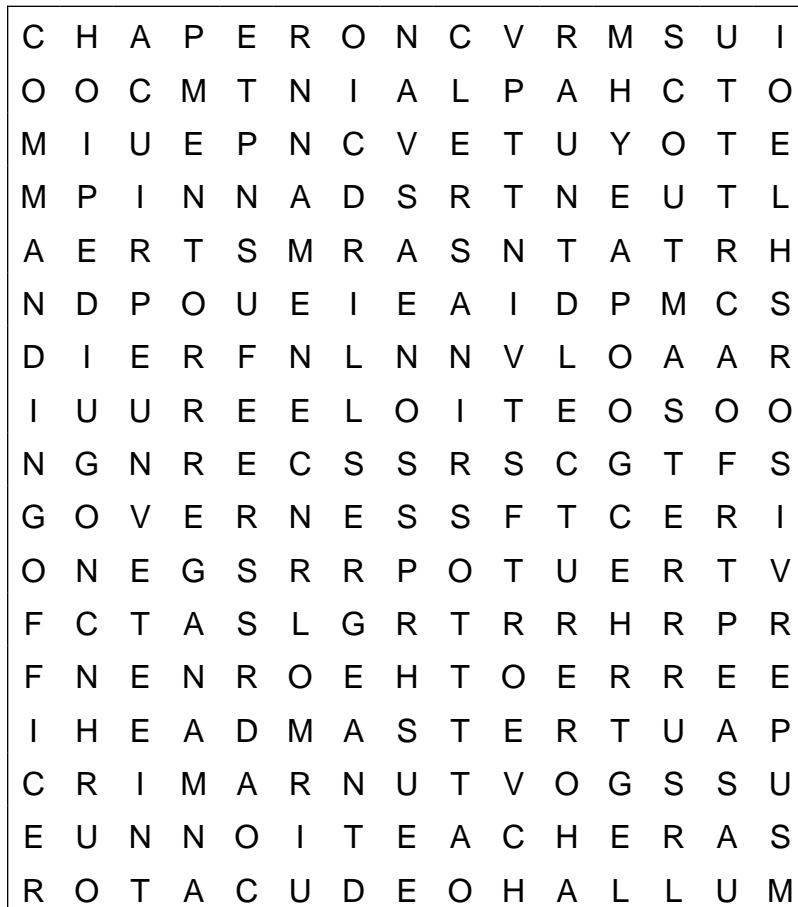 C H A P E R O N C V R M S U I
O O C M T N I A L P A H C T O
M I U E P N C V E T U Y O T E
M P I N N A D S R T N E U T L
A E R T S M R A S N T A T R H
N D P O U E I E A I D P M C S
D I E R F N L N N V L O A A R
I U U R E E L O I T E O S O O
N G N R E C S S R S C G T F S
G O V E R N E S S F T C E R I
O N E G S R R P O T U E R T V
F C T A S L G R T R R H R P R
F N E N R O E H T O E R R E E
I H E A D M A S T E R T U A P
C R I M A R N U T V O G S S U
E U N N O I T E A C H E R A S
R O T A C U D E O H A L L U M